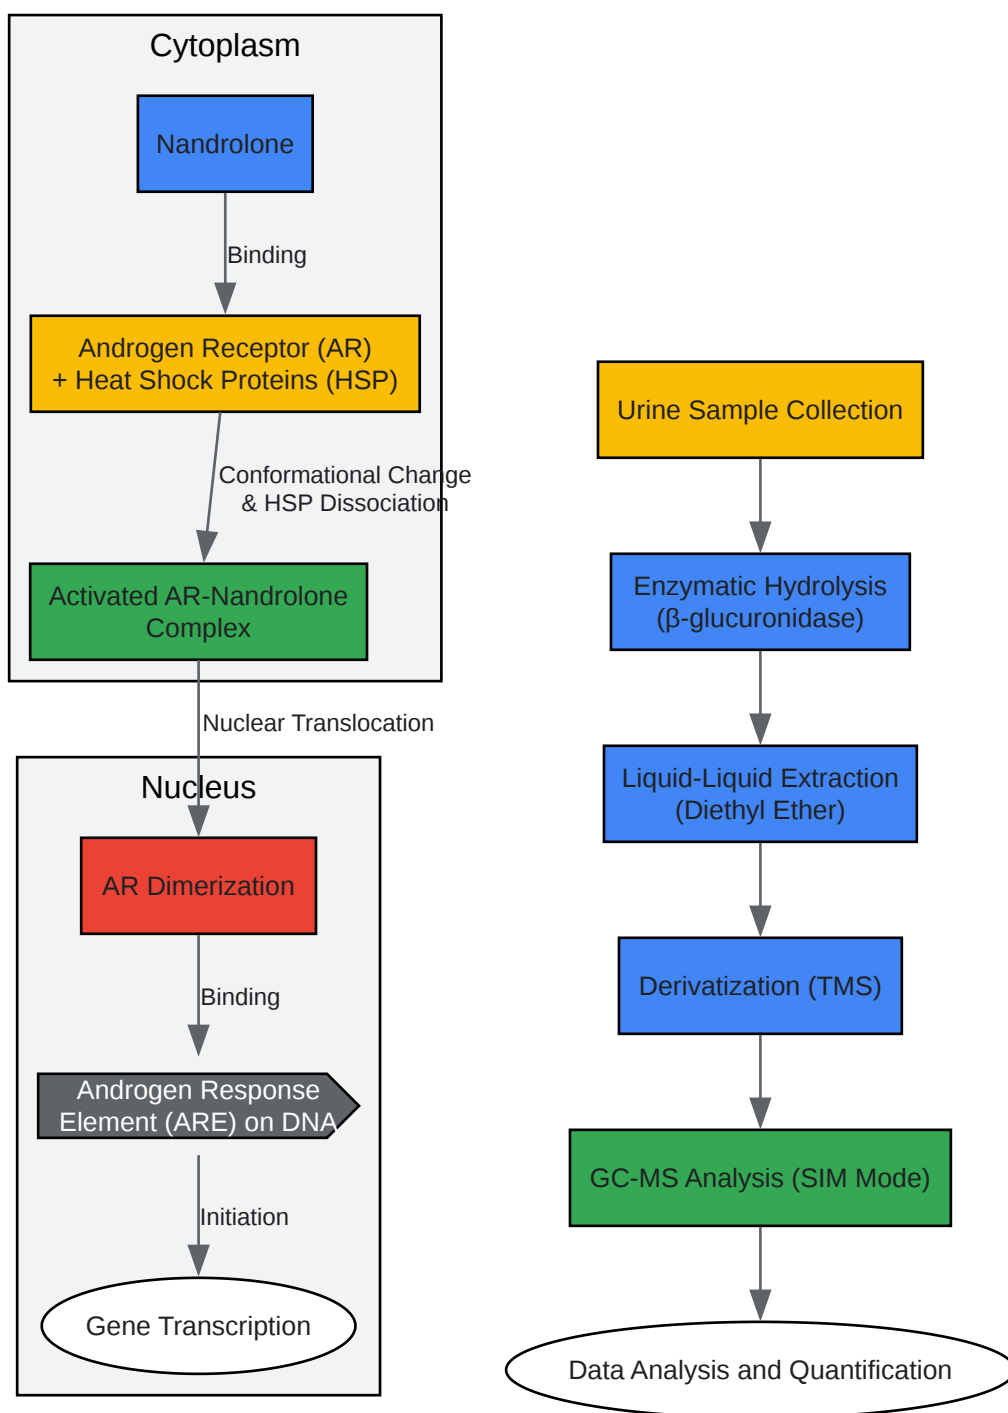 Cytoplasm
Nandrolone
Binding
Androgen Receptor (AR)
+ Heat Shock Proteins (HSP)
Conformational Change
& HSP Dissociation
Activated AR-Nandrolone
Complex
Nuclear Translocation
Nucleus
AR Dimerization
Binding
Androgen Response
Element (ARE) on DNA
Initiation
Gene Transcription
Urine Sample Collection
Enzymatic Hydrolysis
(β-glucuronidase)
Liquid-Liquid Extraction
(Diethyl Ether)
Derivatization (TMS)
GC-MS Analysis (SIM Mode)
Data Analysis and Quantification